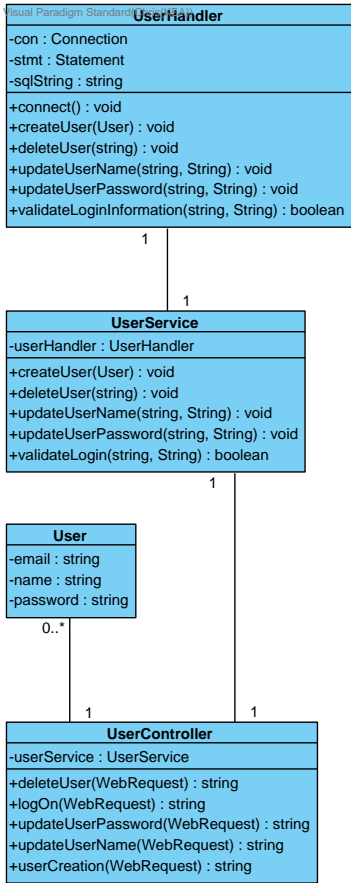 Visual Paradigm Standard(Chris(KEA))
UserHandler
-con : Connection
-stmt : Statement
-sqlString : string
+connect() : void
+createUser(User) : void
+deleteUser(string) : void
+updateUserName(string, String) : void
+updateUserPassword(string, String) : void
+validateLoginInformation(string, String) : boolean
1
1
UserService
-userHandler : UserHandler
+createUser(User) : void
+deleteUser(string) : void
+updateUserName(string, String) : void
+updateUserPassword(string, String) : void
+validateLogin(string, String) : boolean
1
User
-email : string
-name : string
-password : string
0..*
1
1
UserController
-userService : UserService
+deleteUser(WebRequest) : string
+logOn(WebRequest) : string
+updateUserPassword(WebRequest) : string
+updateUserName(WebRequest) : string
+userCreation(WebRequest) : string